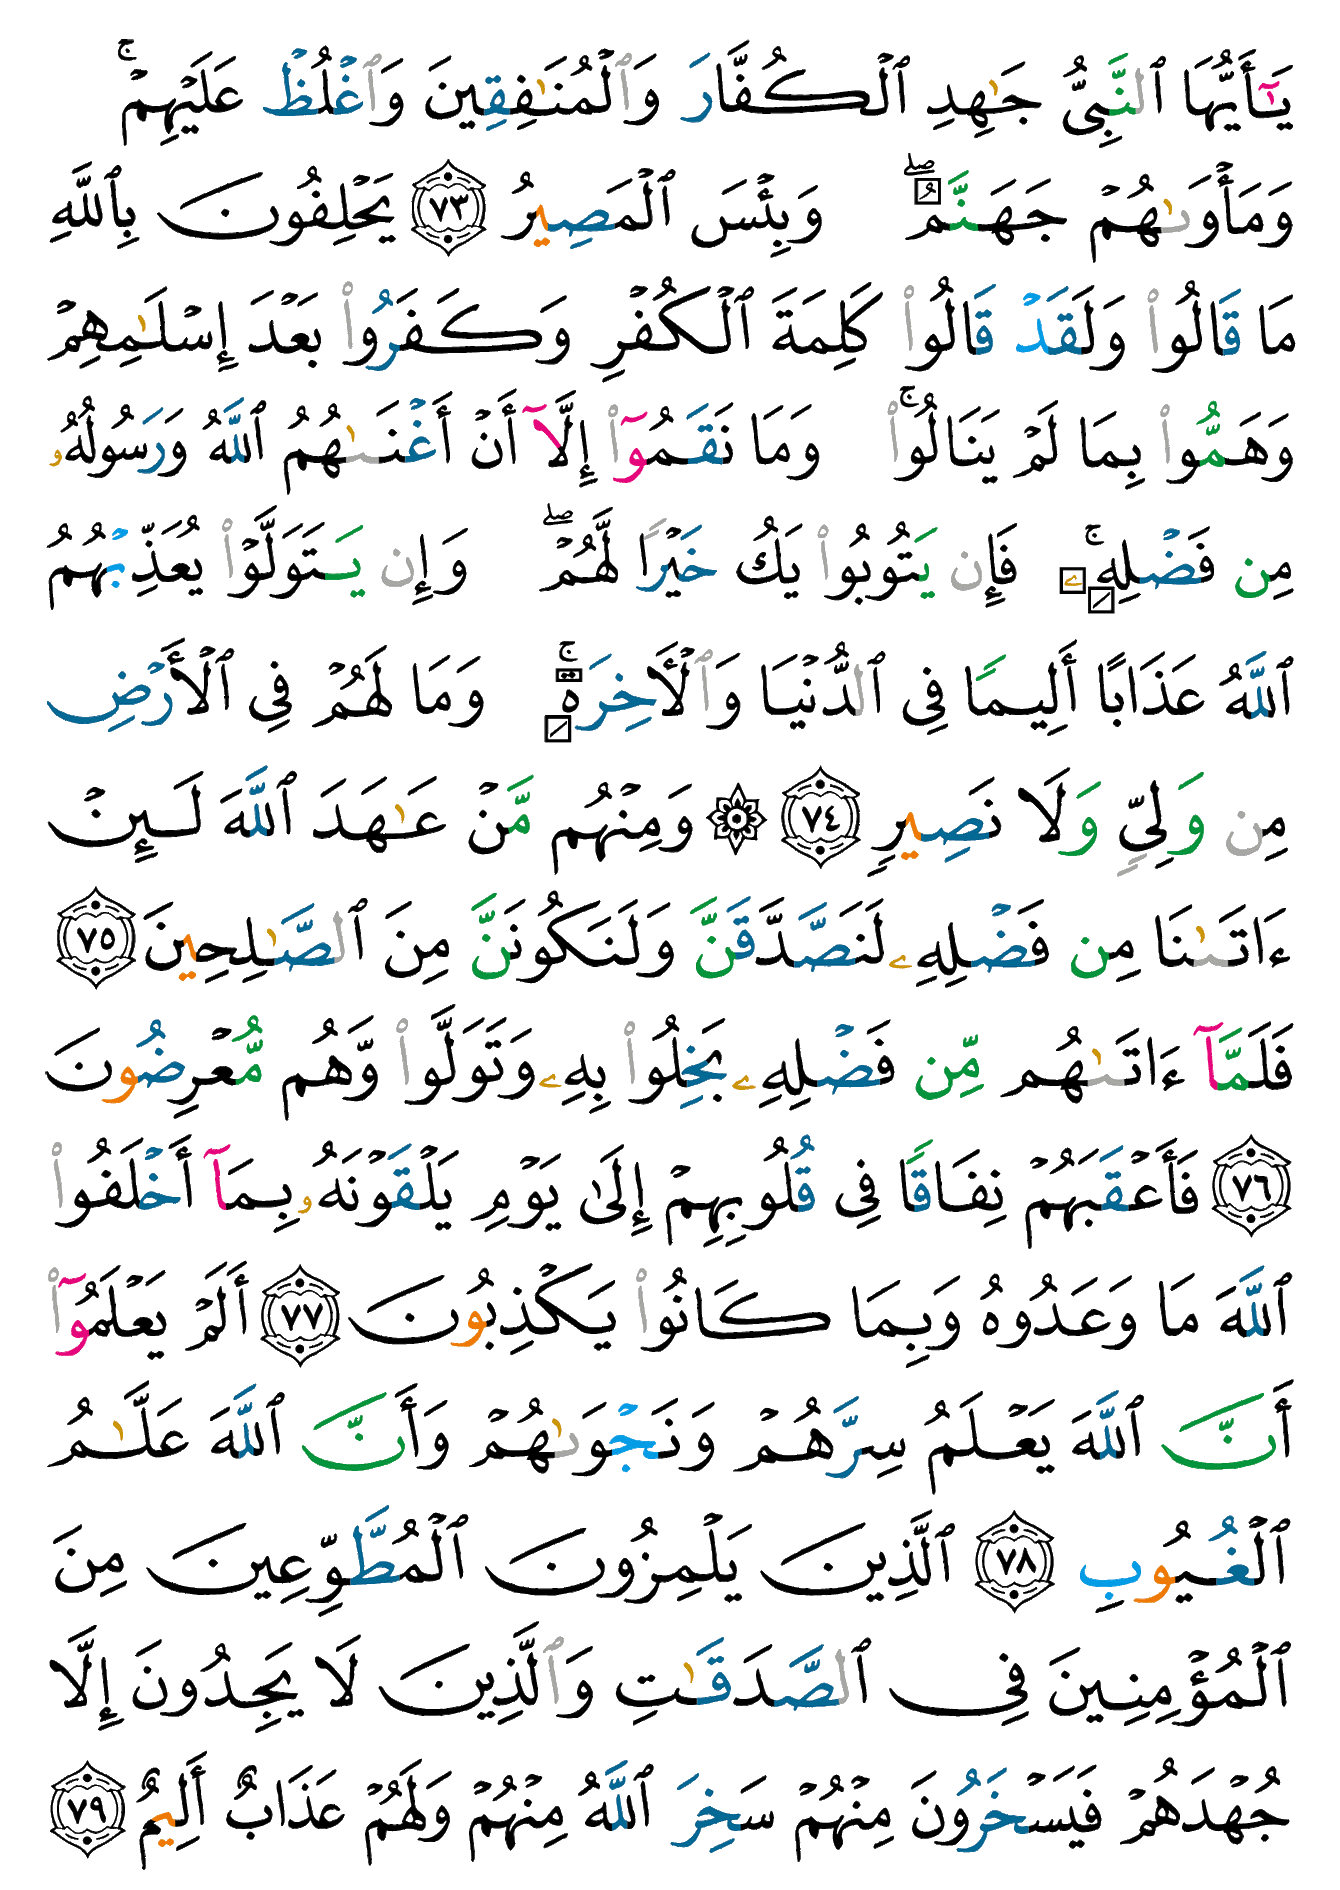 يَـٰٓأَيُّهَا ٱلنَّبِىُّ جَـٰهِدِ ٱلْكُفَّارَ وَٱلْمُنَـٰفِقِينَ وَٱغْلُظْ عَلَيْهِمْ ۚ
وَمَأْوَىٰهُمْ جَهَنَّمُ ۖ وَبِئْسَ ٱلْمَصِيرُ ٧٣ يَحْلِفُونَ بِٱللَّهِ
مَا قَالُوا۟ وَلَقَدْ قَالُوا۟ كَلِمَةَ ٱلْكُفْرِ وَكَفَرُوا۟ بَعْدَ إِسْلَـٰمِهِمْ
وَهَمُّوا۟ بِمَا لَمْ يَنَالُوا۟ ۚ وَمَا نَقَمُوٓا۟ إِلَّآ أَنْ أَغْنَىٰهُمُ ٱللَّهُ وَرَسُولُهُۥ
مِن فَضْلِهِۦ ۚ فَإِن يَتُوبُوا۟ يَكُ خَيْرًا لَّهُمْ ۖ وَإِن يَتَوَلَّوْا۟ يُعَذِّبْهُمُ
ٱللَّهُ عَذَابًا أَلِيمًا فِى ٱلدُّنْيَا وَٱلْأَخِرَةِ ۚ وَمَا لَهُمْ فِى ٱلْأَرْضِ
مِن وَلِىٍّ وَلَا نَصِيرٍ ٧٤ ۞ وَمِنْهُم مَّنْ عَـٰهَدَ ٱللَّهَ لَئِنْ
ءَاتَىٰنَا مِن فَضْلِهِۦ لَنَصَّدَّقَنَّ وَلَنَكُونَنَّ مِنَ ٱلصَّـٰلِحِينَ ٧٥
فَلَمَّآ ءَاتَىٰهُم مِّن فَضْلِهِۦ بَخِلُوا۟ بِهِۦ وَتَوَلَّوا۟ وَّهُم مُّعْرِضُونَ
٧٦ فَأَعْقَبَهُمْ نِفَاقًا فِى قُلُوبِهِمْ إِلَىٰ يَوْمِ يَلْقَوْنَهُۥ بِمَآ أَخْلَفُوا۟
ٱللَّهَ مَا وَعَدُوهُ وَبِمَا كَانُوا۟ يَكْذِبُونَ ٧٧ أَلَمْ يَعْلَمُوٓا۟
أَنَّ ٱللَّهَ يَعْلَمُ سِرَّهُمْ وَنَجْوَىٰهُمْ وَأَنَّ ٱللَّهَ عَلَّـٰمُ
ٱلْغُيُوبِ ٧٨ ٱلَّذِينَ يَلْمِزُونَ ٱلْمُطَّوِّعِينَ مِنَ
ٱلْمُؤْمِنِينَ فِى ٱلصَّدَقَـٰتِ وَٱلَّذِينَ لَا يَجِدُونَ إِلَّا
جُهْدَهُمْ فَيَسْخَرُونَ مِنْهُمْ سَخِرَ ٱللَّهُ مِنْهُمْ وَلَهُمْ عَذَابٌ أَلِيمٌ ٧٩